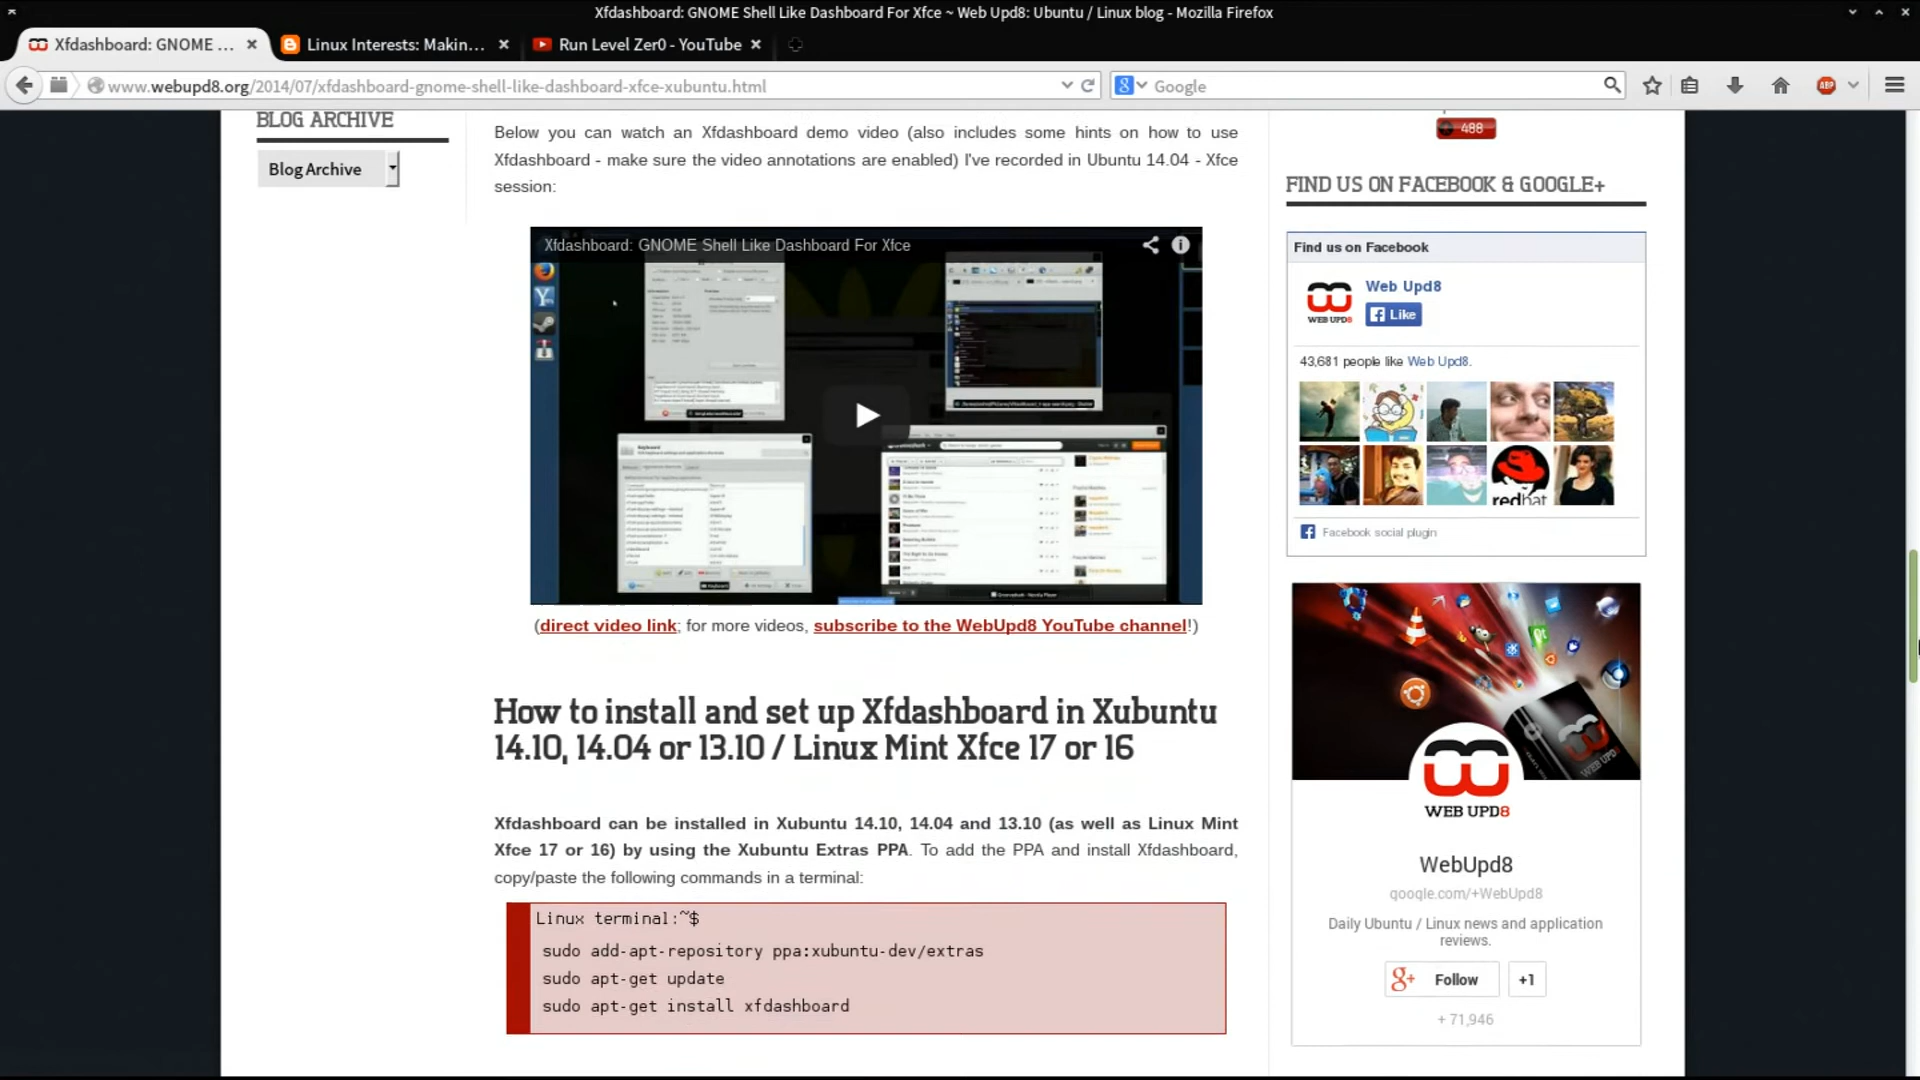 Xfdashboard: GNOME Shell Like Dashboard For Xfce ~ Web Upd8: Ubuntu / Linux blog - Mozilla Firefox
Xfdashboard: GNOME ...
Linux Interests: Makin...
Run Level Zer0 - YouTube
www.webupd8.org/2014/07/xfdashboard-gnome-shell-like-dashboard-xfce-xubuntu.html
Google
ABP
BLOG ARCHIVE
Blog Archive
Below you can watch an Xfdashboard demo video (also includes some hints on how to use
Xfdashboard - make sure the video annotations are enabled) I've recorded in Ubuntu 14.04 - Xfce
session:
Xfdashboard: GNOME Shell Like Dashboard For Xfce
Keyboard
(direct video link; for more videos, subscribe to the WebUpd8 YouTube channel!)
How to install and set up Xfdashboard in Xubuntu
14.10, 14.04 or 13.10 / Linux Mint Xfce 17 or 16
Xfdashboard can be installed in Xubuntu 14.10, 14.04 and 13.10 (as well as Linux Mint
Xfce 17 or 16) by using the Xubuntu Extras PPA. To add the PPA and install Xfdashboard,
copy/paste the following commands in a terminal:
Linux terminal:~$
sudo add-apt-repository ppa:xubuntu-dev/extras
sudo apt-get update
sudo apt-get install xfdashboard
488
FIND US ON FACEBOOK & GOOGLE+
Find us on Facebook
Web Upd8
WEB UPD8
Like
43,681 people like Web Upd8.
redhat
Facebook social plugin
WEB UPD8
WebUpd8
google.com/+WebUpd8
Daily Ubuntu / Linux news and application
reviews.
g+ Follow
+1
+ 71,946